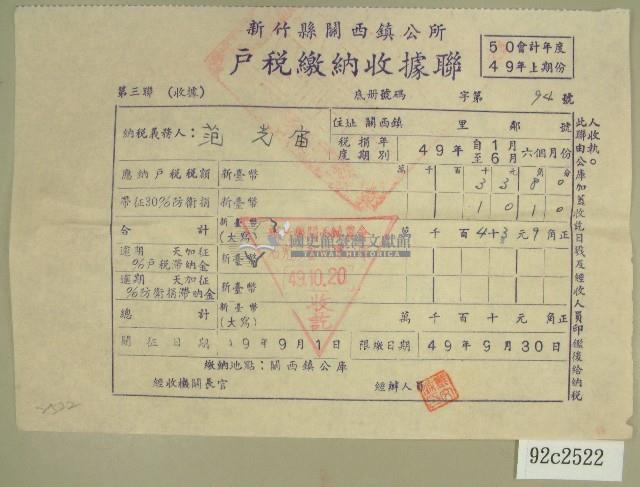 新竹縣關西鎮公所
戶稅繳納收據聯
50會計年度
49年上期份
第三聯 (收據) 底册號碼 字第 94 號
納稅義務人: 范 住址 關西鎮 里 鄰 號
稅捐年度期別 49年 自1月至6月 六個月份
萬 千 百 十 元 角 分
應納戶稅稅額 新臺幣 3 3 8 0
帶征30%防衛捐 新臺幣 1 0 1 0
合計 新臺幣(大寫) 萬 千 百 4 十 3 元 9 角正
逾期 天加征 %戶稅滯納金 新臺幣
逾期 天加征 %防衛捐滯納金 新臺幣
總計 新臺幣(大寫) 萬 千 百 十 元 角正
開征日期 49年9月1日 限繳日期 49年9月30日
繳納地點:關西鎮公庫
經收機關長官 經辦人員
此聯由公庫加蓋收訖日戳及經收人員印鑑後給納稅
人收執。
國史館臺灣文獻館
TAIWAN HISTORICA
49.10.20
收訖
2522
92c2522